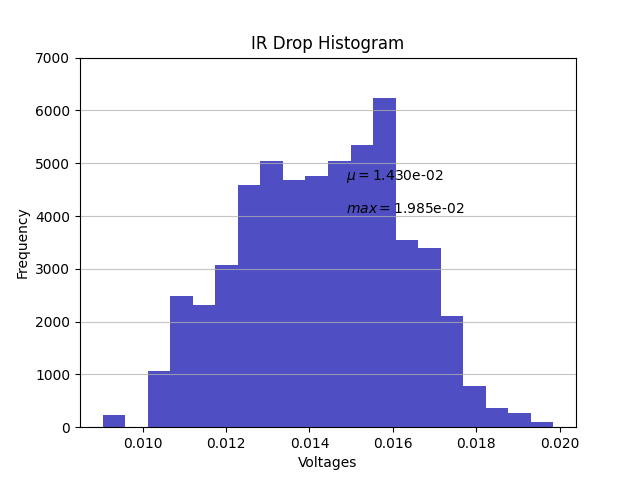 IR Drop Histogram
7000
6000
5000
4000
3000
2000
1000
0
Frequency
μ = 1.430e-02
max = 1.985e-02
0.010 0.012 0.014 0.016 0.018 0.020
Voltages